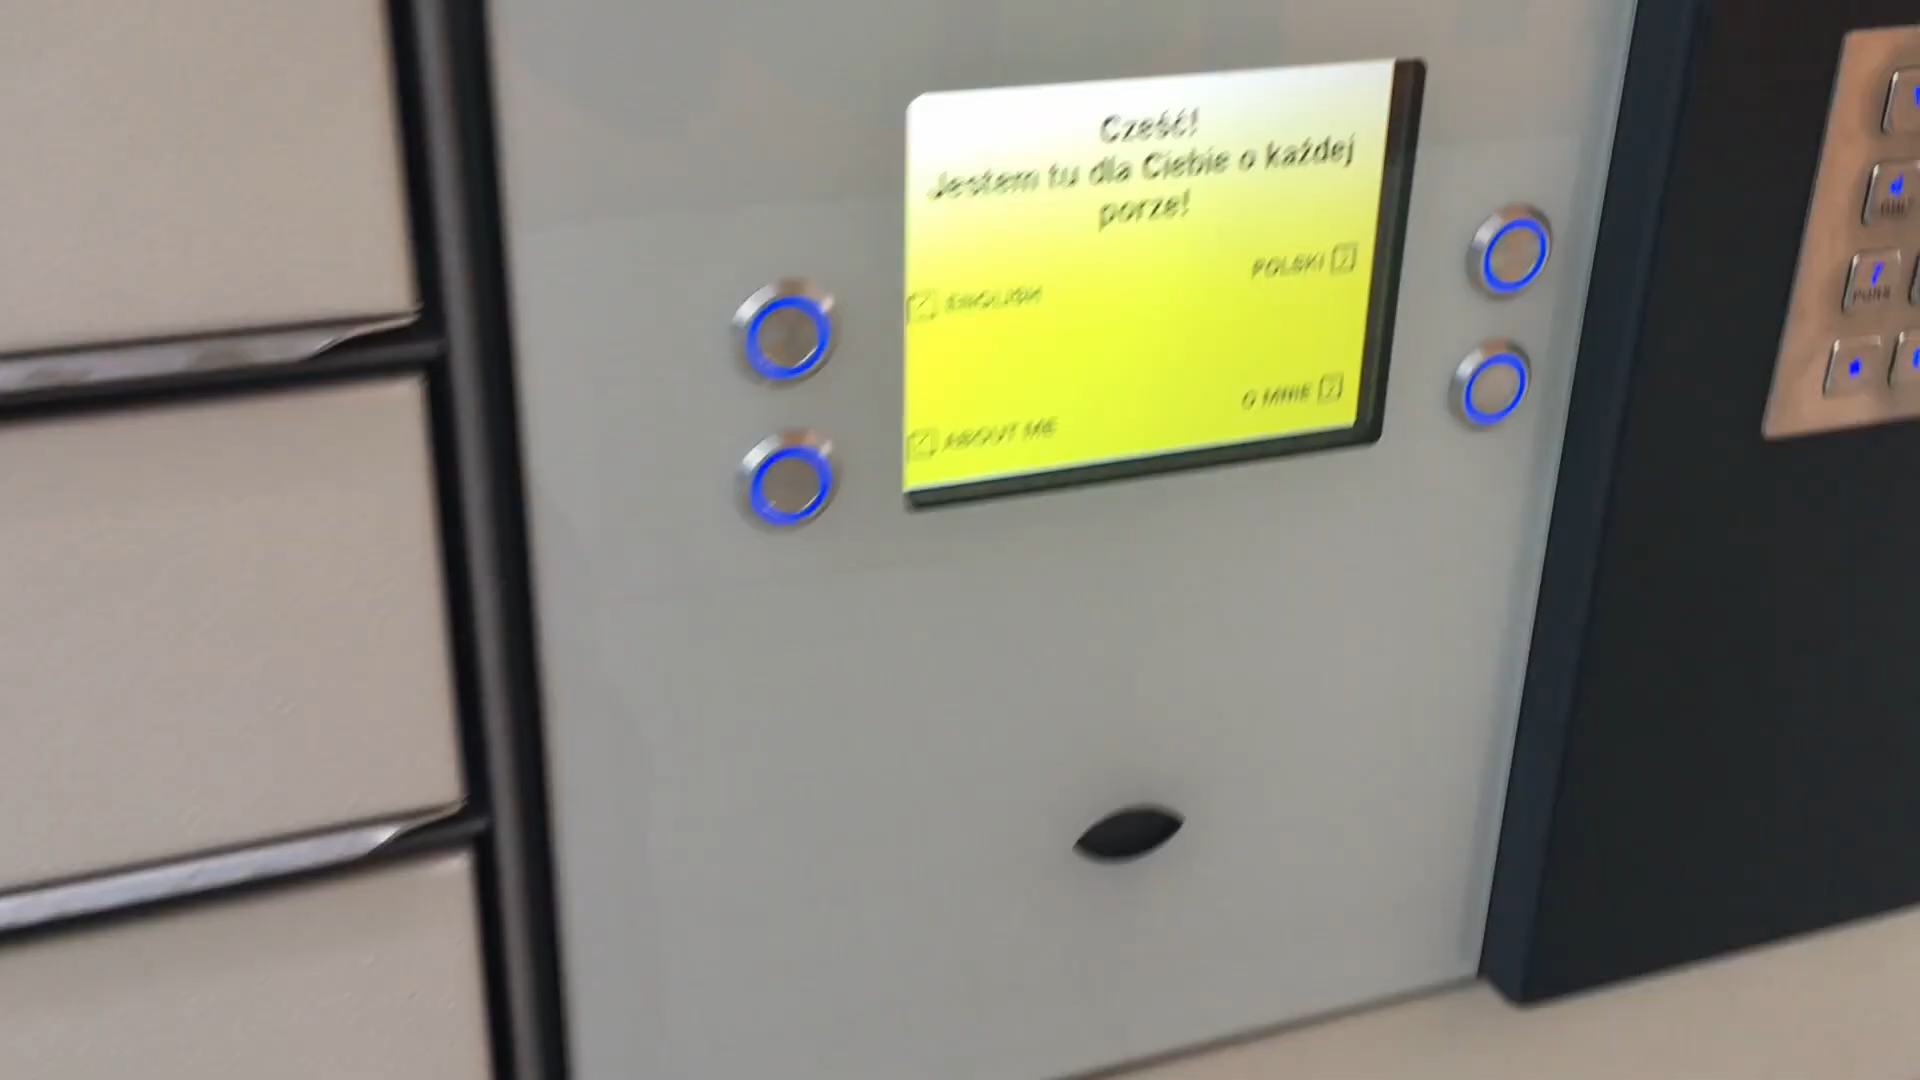 Cześć!
Jestem tu dla Ciebie o każdej
porze!
POLSKI
ENGLISH
O MNIE
ABOUT ME